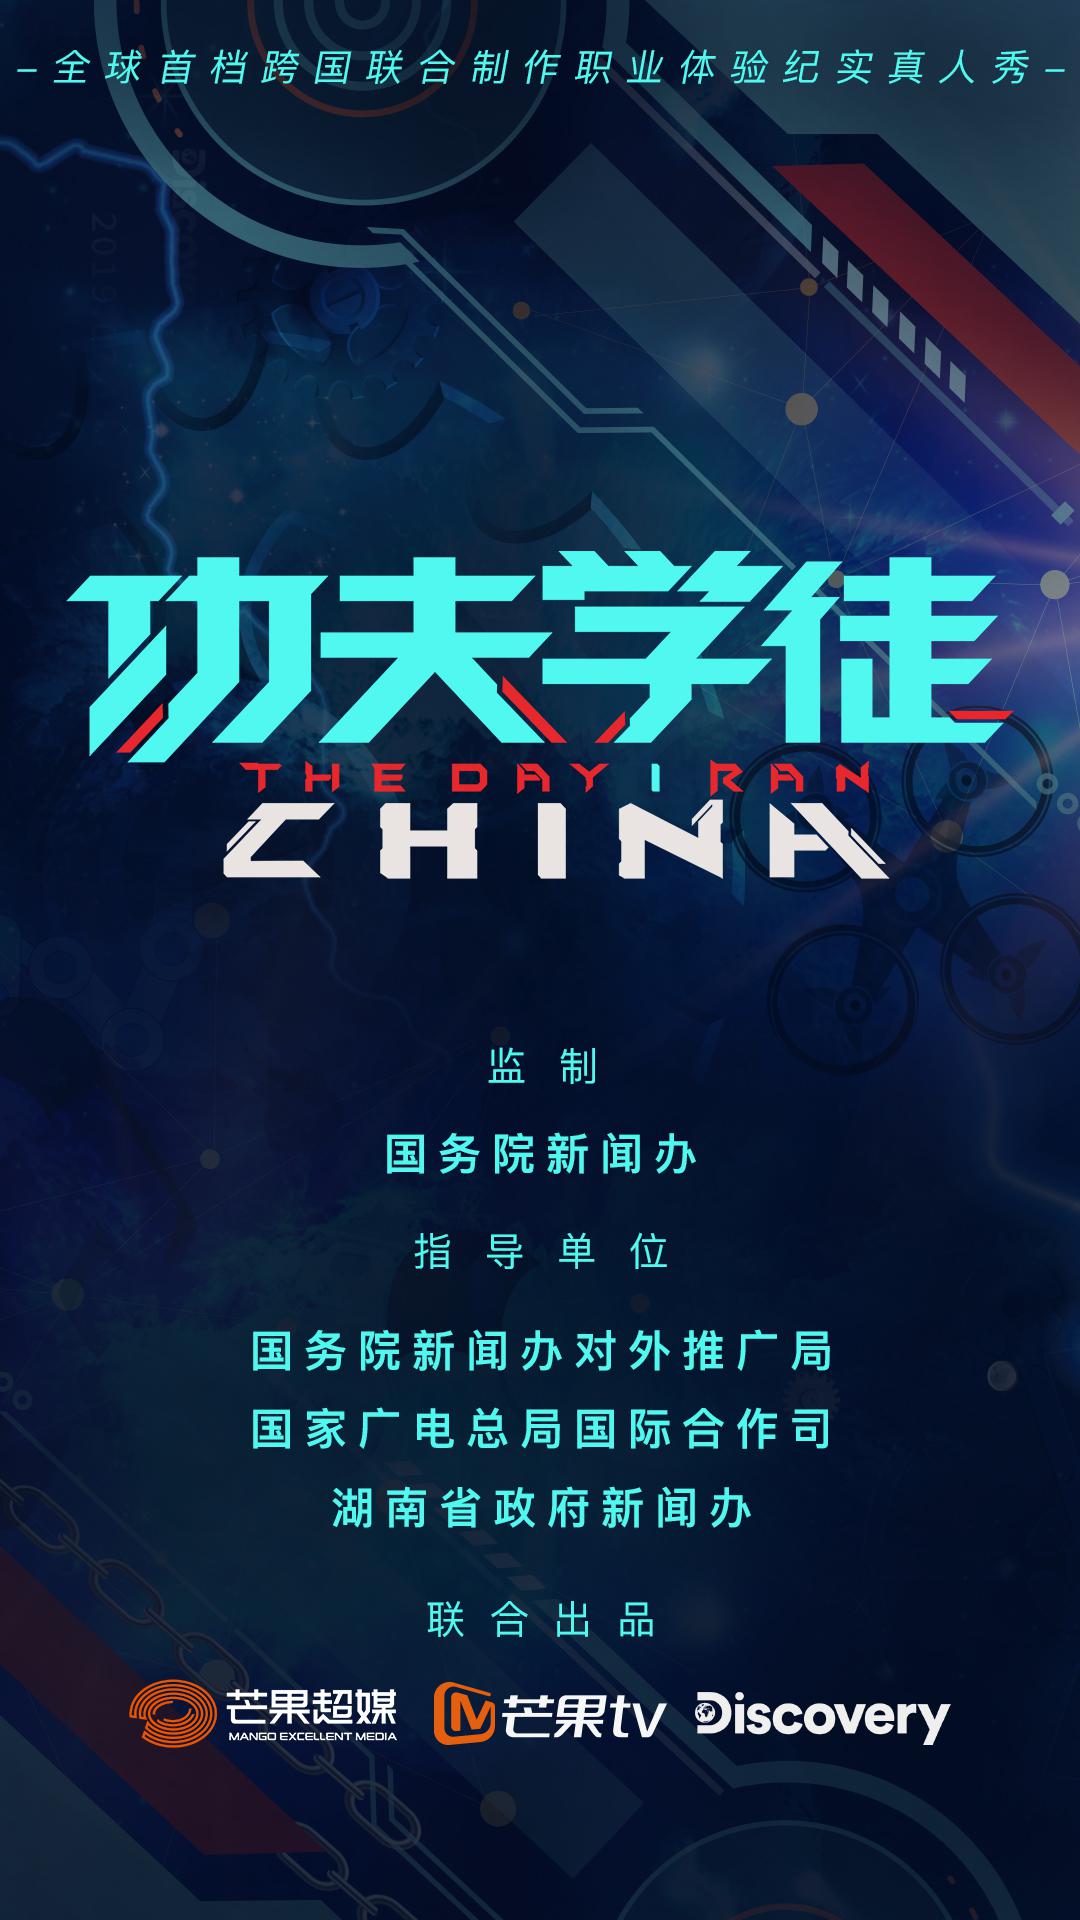 –全球首档跨国联合制作职业体验纪实真人秀–
功夫学徒
THE DAY I RAN
CHINA
监制
国务院新闻办
指导单位
国务院新闻办对外推广局
国家广电总局国际合作司
湖南省政府新闻办
联合出品
芒果超媒 芒果tv Discovery
MANGO EXCELLENT MEDIA